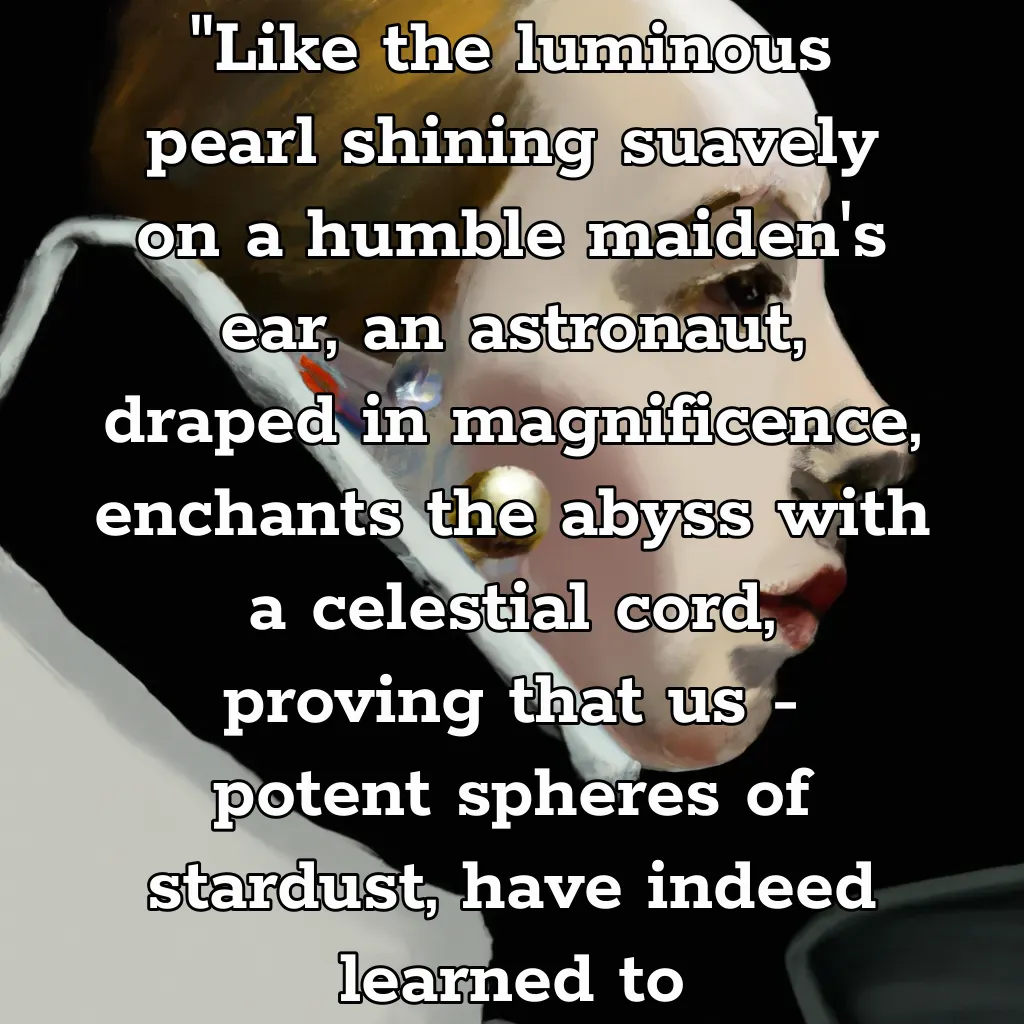 "Like the luminous
pearl shining suavely
on a humble maiden's
ear, an astronaut,
draped in magnificence,
enchants the abyss with
a celestial cord,
proving that us -
potent spheres of
stardust, have indeed
learned to